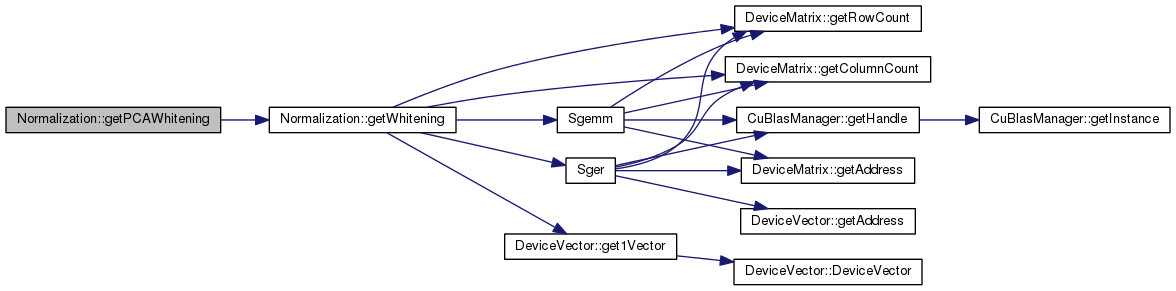 DeviceMatrix::getRowCount
DeviceMatrix::getColumnCount
Normalization::getPCAWhitening
Normalization::getWhitening
Sgemm
CuBlasManager::getHandle
CuBlasManager::getInstance
Sger
DeviceMatrix::getAddress
DeviceVector::getAddress
DeviceVector::get1Vector
DeviceVector::DeviceVector